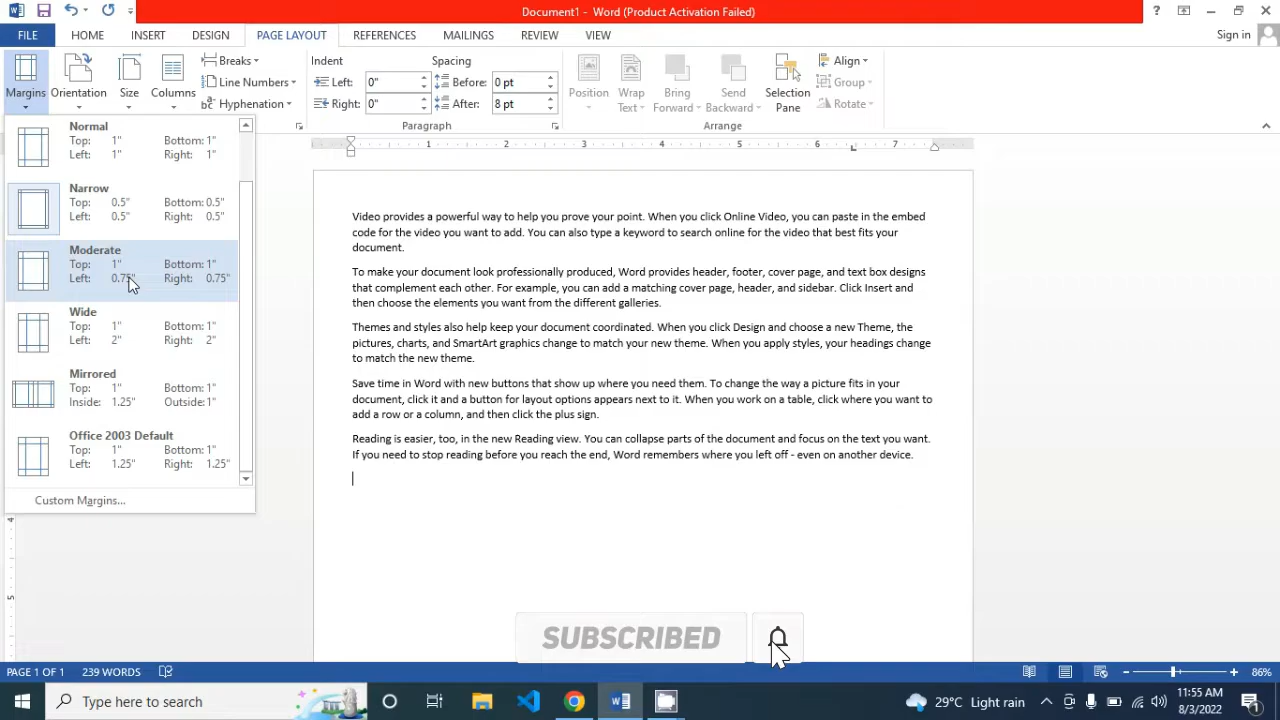 Document1 - Word (Product Activation Failed)
FILE HOME INSERT DESIGN PAGE LAYOUT REFERENCES MAILINGS REVIEW VIEW Sign in
Margins Orientation Size Columns
Breaks
Line Numbers
Hyphenation
Indent Spacing
Left: 0" Before: 0 pt
Right: 0" After: 8 pt
Position Wrap Text Bring Forward Send Backward Selection Pane
Align
Group
Rotate
Paragraph Arrange
Normal
Top: 1" Bottom: 1"
Left: 1" Right: 1"
Narrow
Top: 0.5" Bottom: 0.5"
Left: 0.5" Right: 0.5"
Moderate
Top: 1" Bottom: 1"
Left: 0.75" Right: 0.75"
Wide
Top: 1" Bottom: 1"
Left: 2" Right: 2"
Mirrored
Top: 1" Bottom: 1"
Inside: 1.25" Outside: 1"
Office 2003 Default
Top: 1" Bottom: 1"
Left: 1.25" Right: 1.25"
Custom Margins...
1 2 3 4 5 6 7
Video provides a powerful way to help you prove your point. When you click Online Video, you can paste in the embed
code for the video you want to add. You can also type a keyword to search online for the video that best fits your
document.
To make your document look professionally produced, Word provides header, footer, cover page, and text box designs
that complement each other. For example, you can add a matching cover page, header, and sidebar. Click Insert and
then choose the elements you want from the different galleries.
Themes and styles also help keep your document coordinated. When you click Design and choose a new Theme, the
pictures, charts, and SmartArt graphics change to match your new theme. When you apply styles, your headings change
to match the new theme.
Save time in Word with new buttons that show up where you need them. To change the way a picture fits in your
document, click it and a button for layout options appears next to it. When you work on a table, click where you want to
add a row or a column, and then click the plus sign.
Reading is easier, too, in the new Reading view. You can collapse parts of the document and focus on the text you want.
If you need to stop reading before you reach the end, Word remembers where you left off - even on another device.
4
5
SUBSCRIBED
PAGE 1 OF 1 239 WORDS 86%
Type here to search
29°C Light rain
11:55 AM
8/3/2022
1